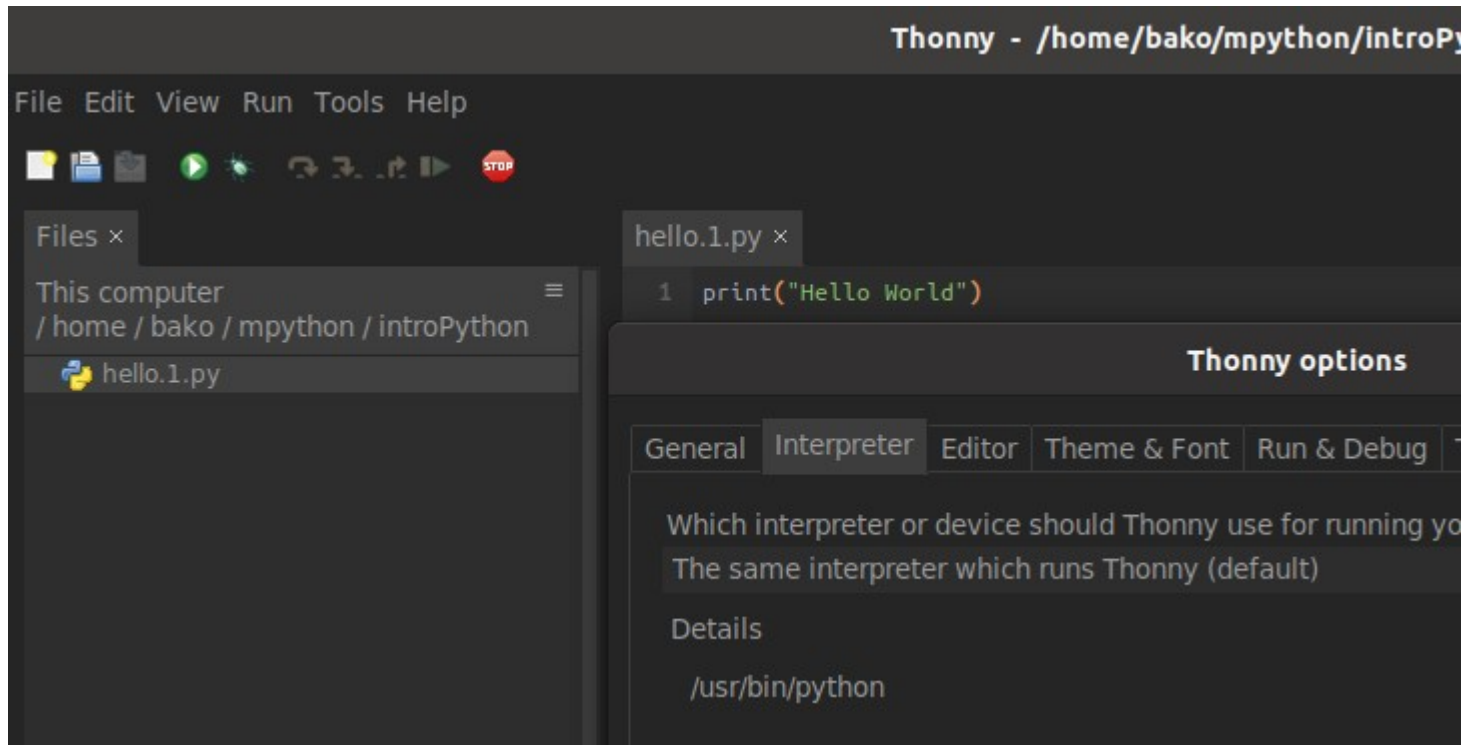 Thonny - /home/bako/mpython/introPy
File Edit View Run Tools Help
STOP
Files ×
This computer ≡
/ home / bako / mpython / introPython
hello.1.py
hello.1.py ×
1 print("Hello World")
Thonny options
General Interpreter Editor Theme & Font Run & Debug
Which interpreter or device should Thonny use for running yo
The same interpreter which runs Thonny (default)
Details
/usr/bin/python